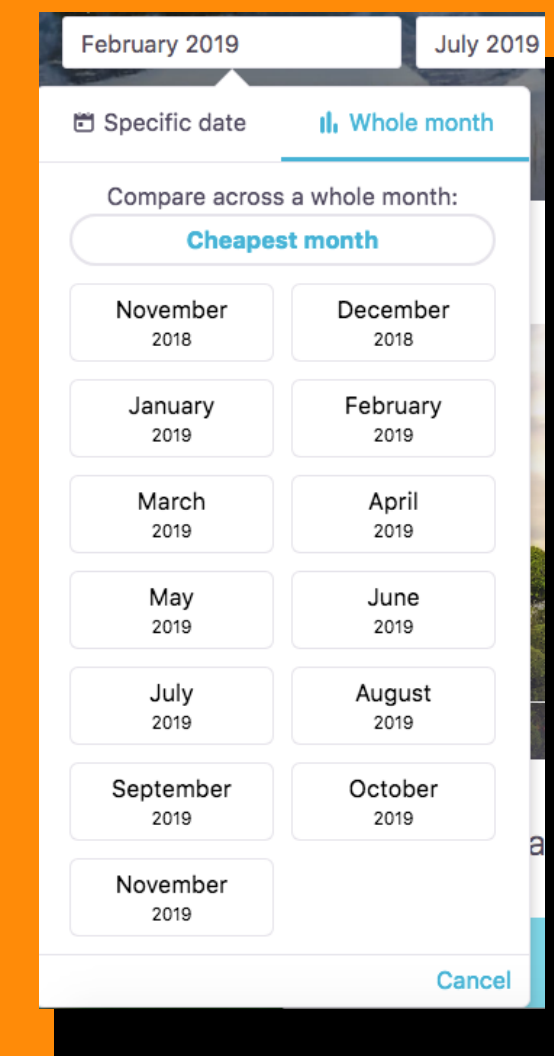 February 2019 July 2019
Specific date Whole month
Compare across a whole month:
Cheapest month
November December
2018 2018
January February
2019 2019
March April
2019 2019
May June
2019 2019
July August
2019 2019
September October
2019 2019
November
2019
a
Cancel